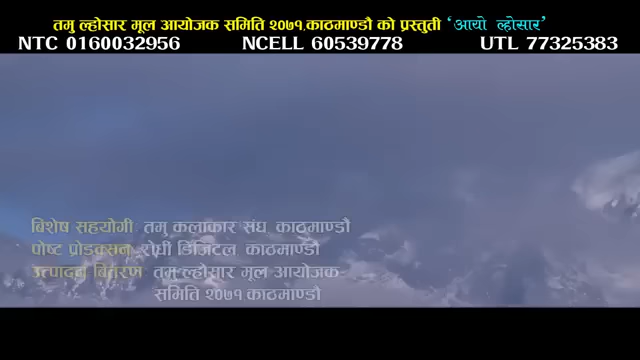 तमु ल्होसार मूल आयोजक समिति २०७१,काठमाण्डौ को प्रस्तुती ‘आयो ल्होसार’
NTC 0160032956 NCELL 60539778 UTL 77325383
बिशेष सहयोगी तमु कलाकार संघ, काठमाण्डौ
पोष्ट प्रोडक्सन रोधी डिजिटल, काठमाण्डौ
उत्पादन बितरण तमु ल्होसार मूल आयोजक
समिति २०७१ काठमाण्डौ